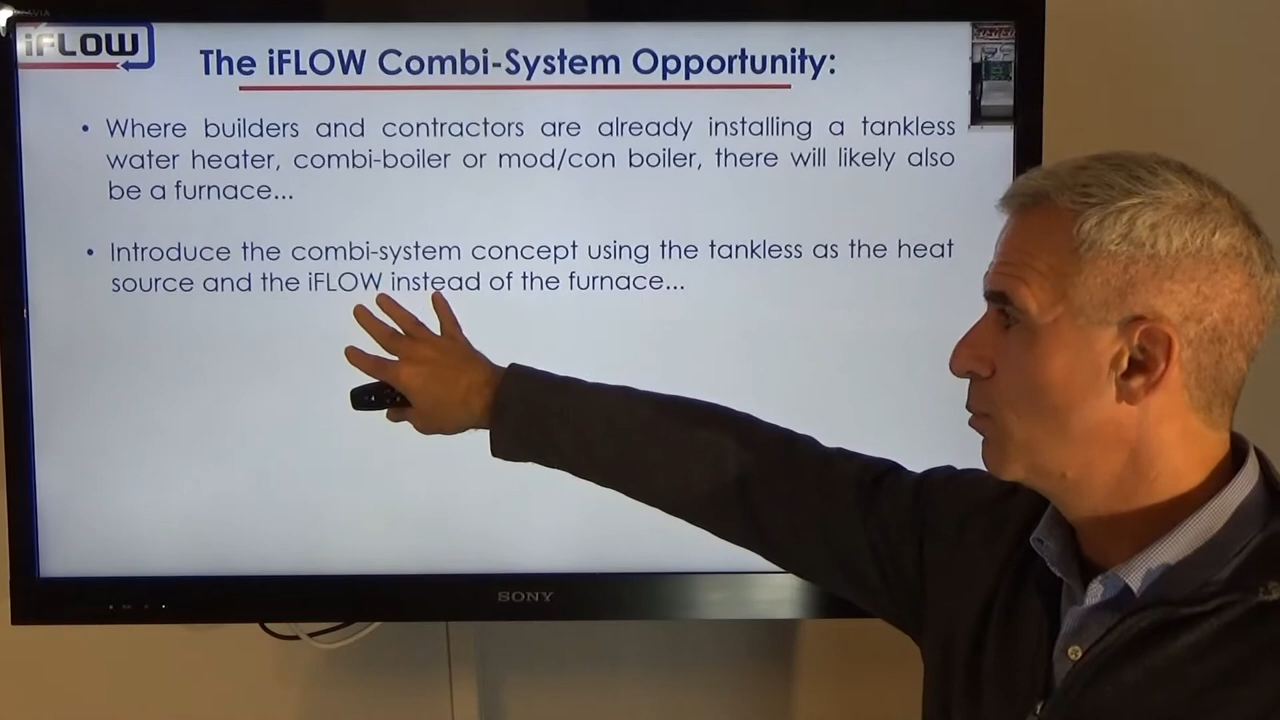 iFLOW
The iFLOW Combi-System Opportunity:
• Where builders and contractors are already installing a tankless
water heater, combi-boiler or mod/con boiler, there will likely also
be a furnace...
• Introduce the combi-system concept using the tankless as the heat
source and the iFLOW instead of the furnace...
SONY